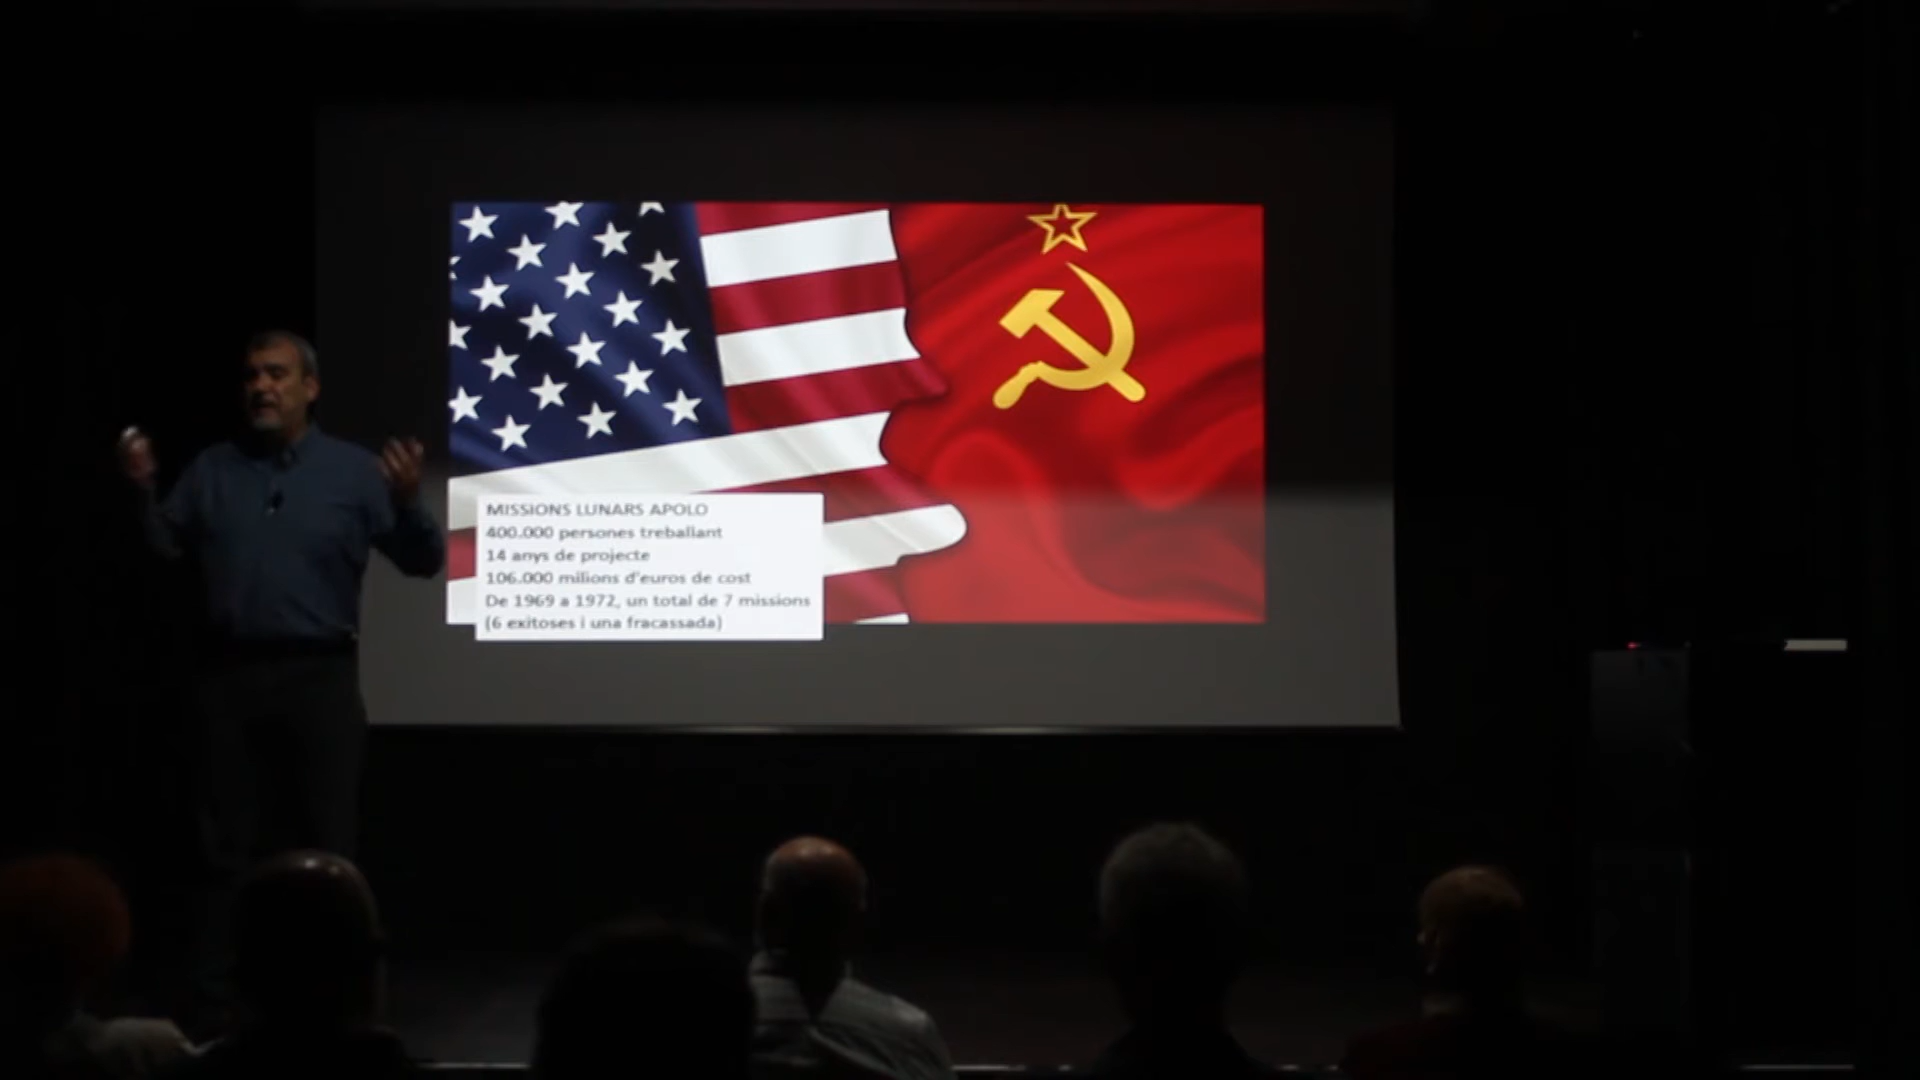 MISSIONS LUNARS APOLO
400.000 persones treballant
14 anys de projecte
106.000 milions d'euros de cost
De 1969 a 1972, un total de 7 missions
(6 exitoses i una fracassada)